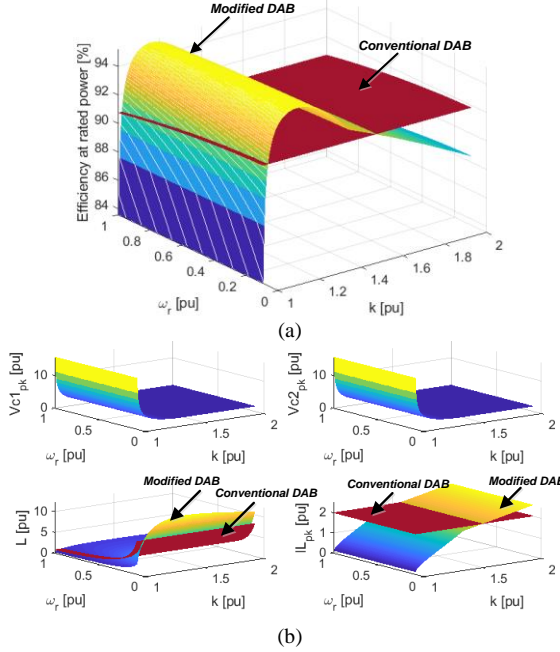 Modified DAB
Conventional DAB
Efficiency at rated power [%]
94
92
90
88
86
84
1
0.8
0.6
0.4
0.2
0
ω_r [pu]
1
1.2
1.4
1.6
1.8
2
k [pu]
(a)
Vc1_pk [pu]
10
0
1
0.5
0
ω_r [pu]
1
1.5
2
k [pu]
Vc2_pk [pu]
10
0
1
0.5
0
ω_r [pu]
1
1.5
2
k [pu]
Modified DAB
Conventional DAB
L [pu]
10
5
0
1
0.5
0
ω_r [pu]
1
1.5
2
k [pu]
Conventional DAB
Modified DAB
IL_pk [pu]
2
1
0
1
0.5
0
ω_r [pu]
1
1.5
2
k [pu]
(b)